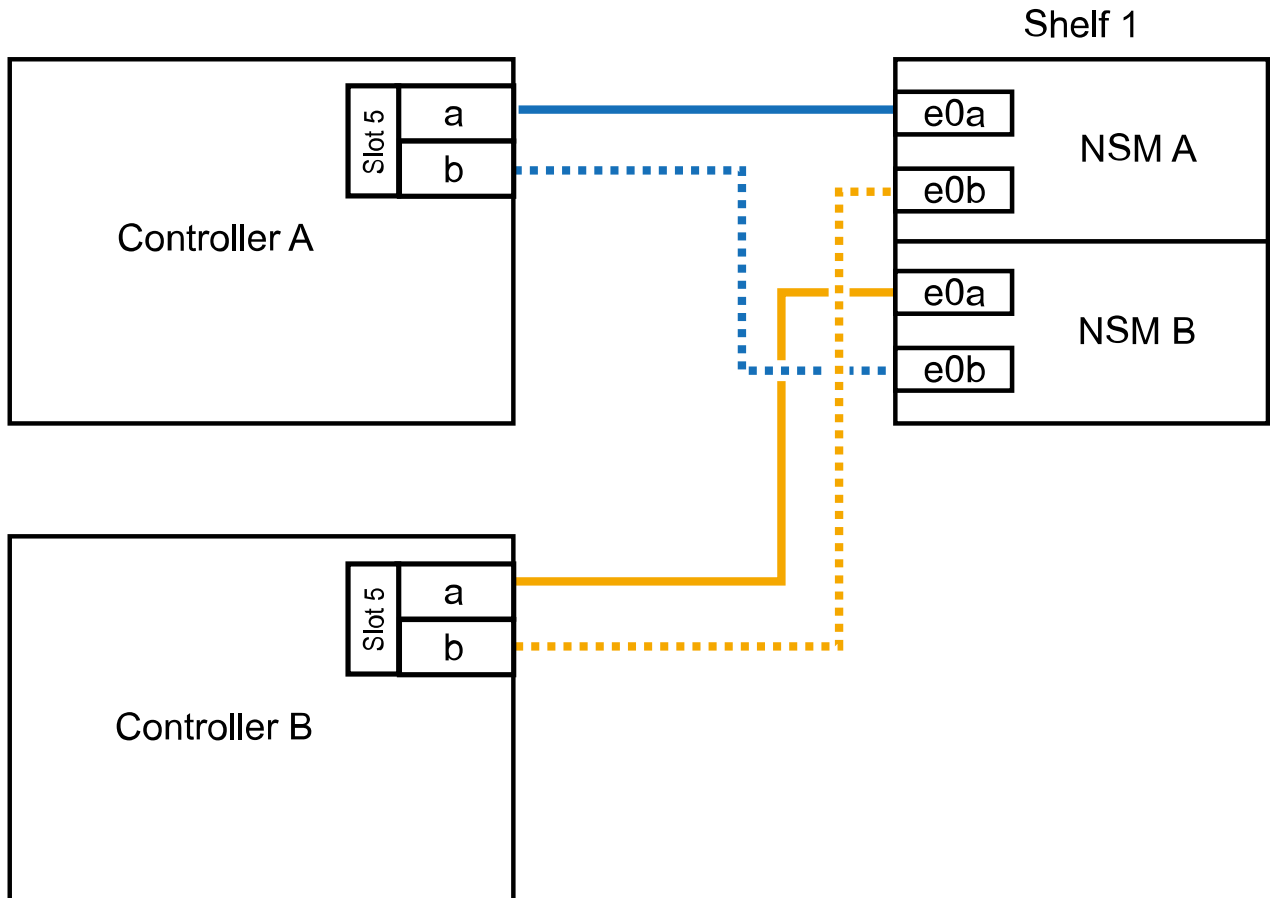 Shelf 1
Slot 5
a
b
Controller A
e0a
e0b
NSM A
e0a
e0b
NSM B
Slot 5
a
b
Controller B